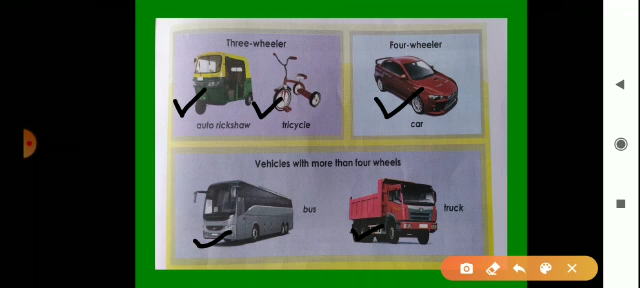 Three-wheeler
auto rickshaw
tricycle
Four-wheeler
car
Vehicles with more than four wheels
bus
truck